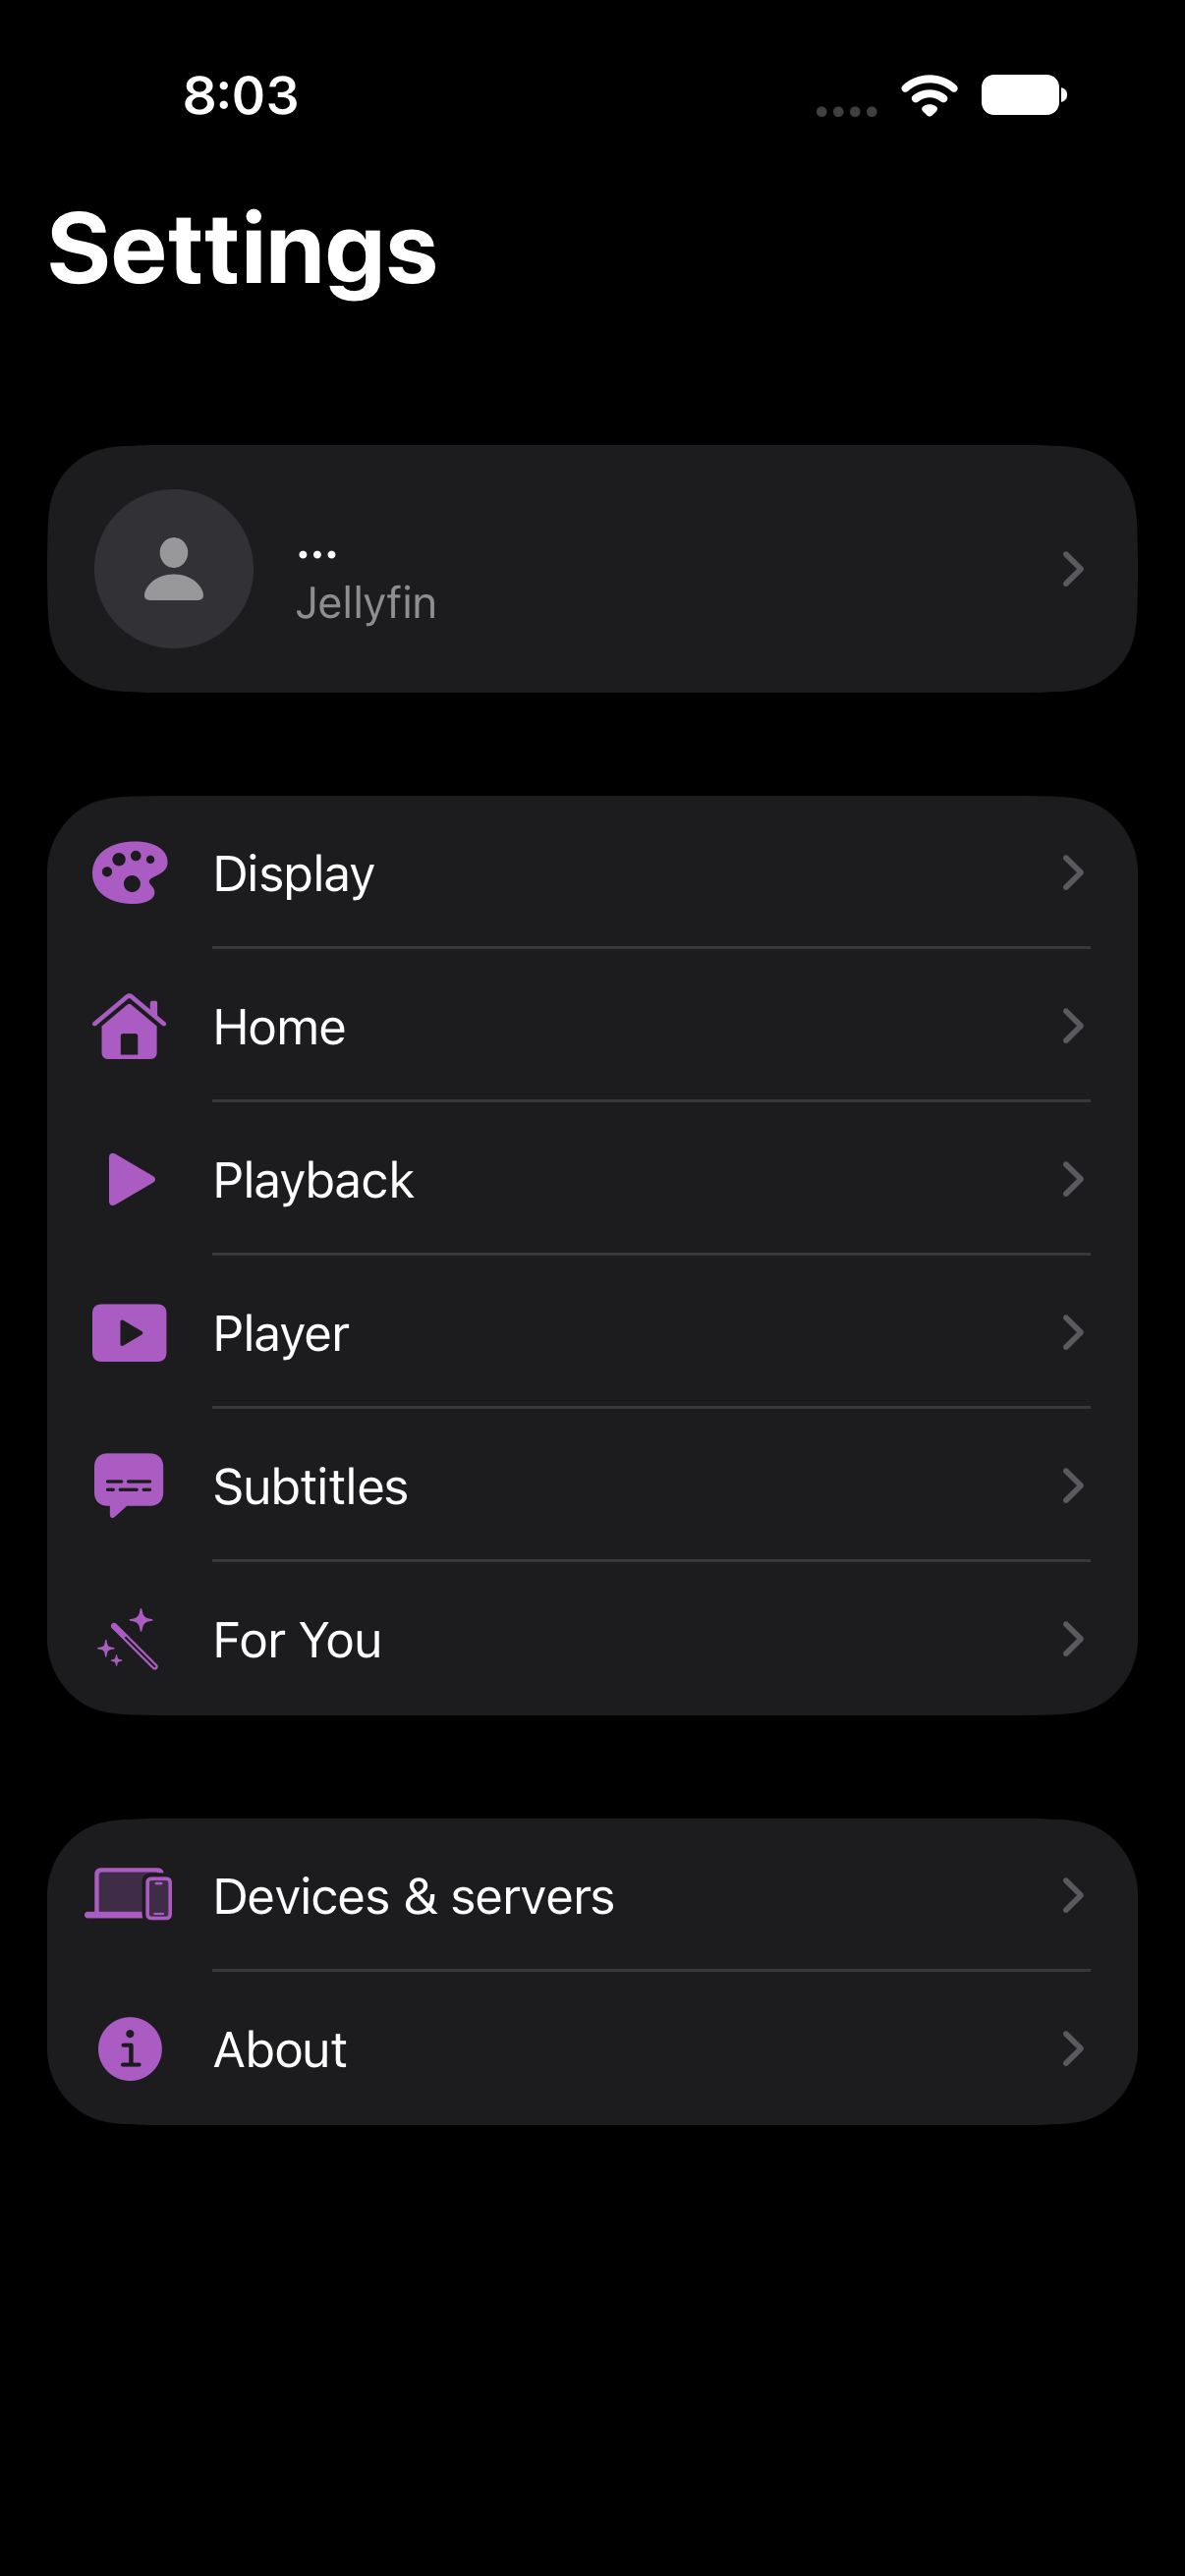 8:03
Settings
...
Jellyfin
Display
Home
Playback
Player
Subtitles
For You
Devices & servers
About